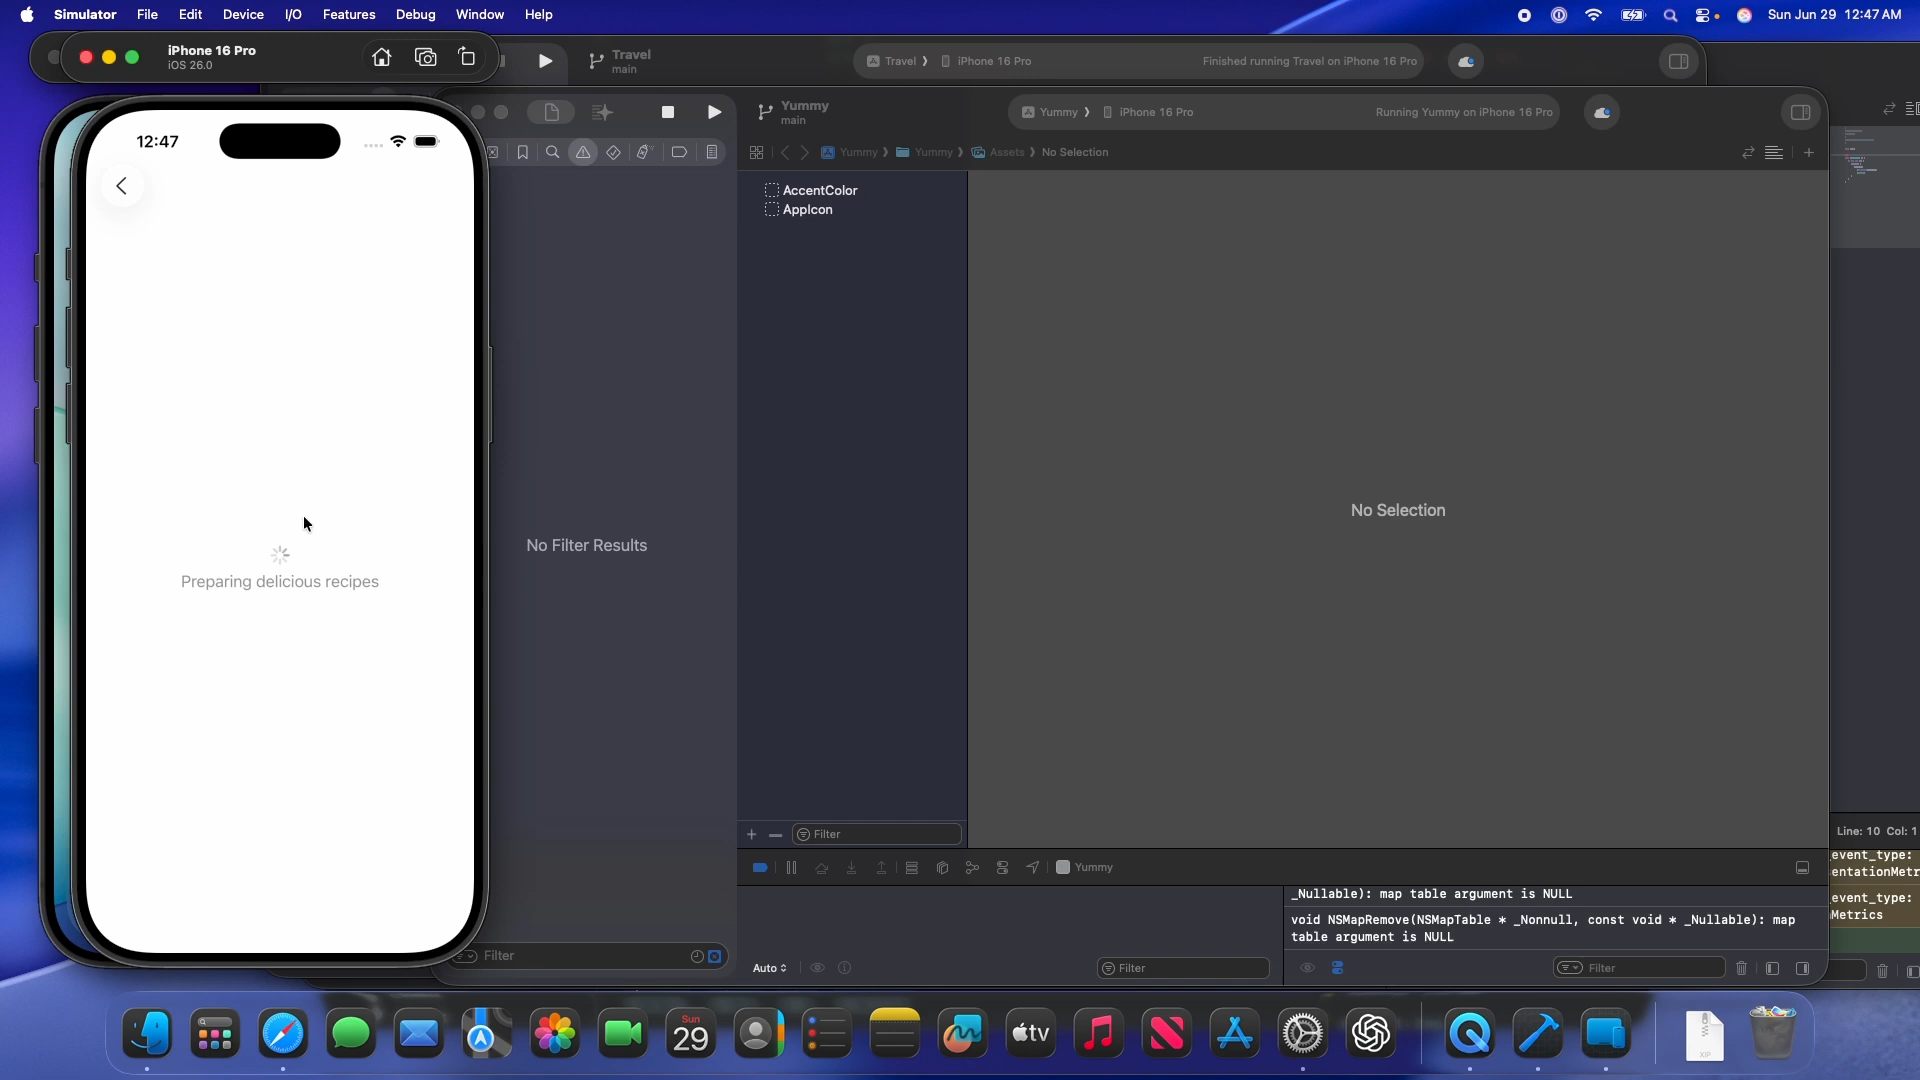 Simulator File Edit Device I/O Features Debug Window Help
Sun Jun 29 12:47 AM
iPhone 16 Pro
iOS 26.0
Travel
main
Travel ❯ iPhone 16 Pro
Finished running Travel on iPhone 16 Pro
Yummy
main
Yummy ❯ iPhone 16 Pro
Running Yummy on iPhone 16 Pro
Yummy ❯ Yummy ❯ Assets ❯ No Selection
12:47
AccentColor
AppIcon
No Selection
No Filter Results
Preparing delicious recipes
Filter
Line: 10 Col: 1
Yummy
_event_type:
entationMetr
_event_type:
Metrics
_Nullable): map table argument is NULL
void NSMapRemove(NSMapTable * _Nonnull, const void * _Nullable): map
table argument is NULL
Filter
Auto
Filter
Filter
Sun
29
tv
XIP